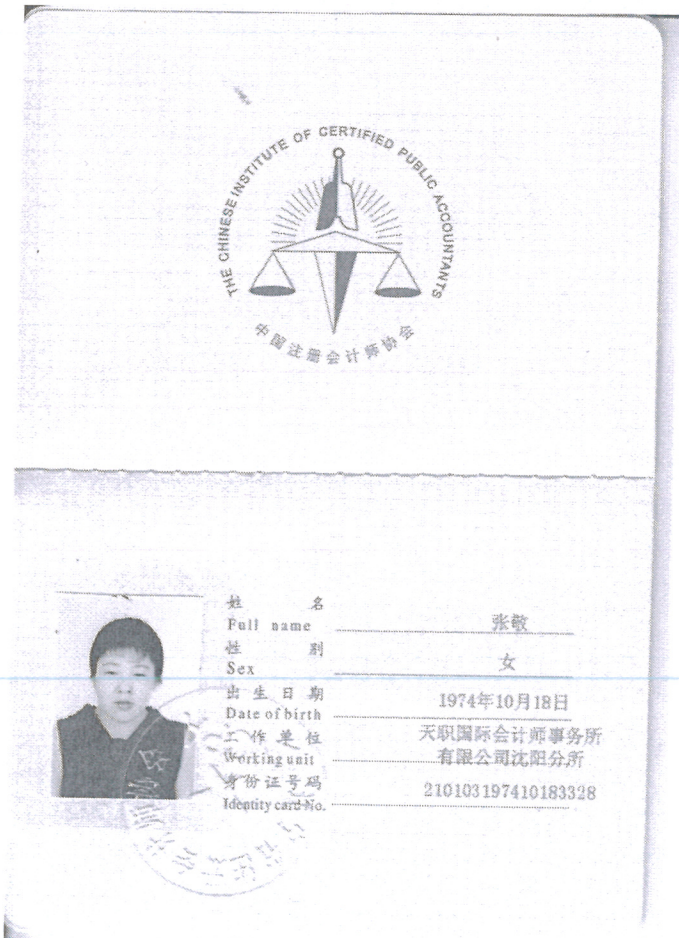 THE CHINESE INSTITUTE OF CERTIFIED PUBLIC ACCOUNTANTS
中国注册会计师协会
姓 名 张敏
Full name
性 别 女
Sex
出生日期 1974年10月18日
Date of birth
工作单位 天职国际会计师事务所
Working unit 有限公司沈阳分所
身份证号码 210103197410183328
Identity card No.